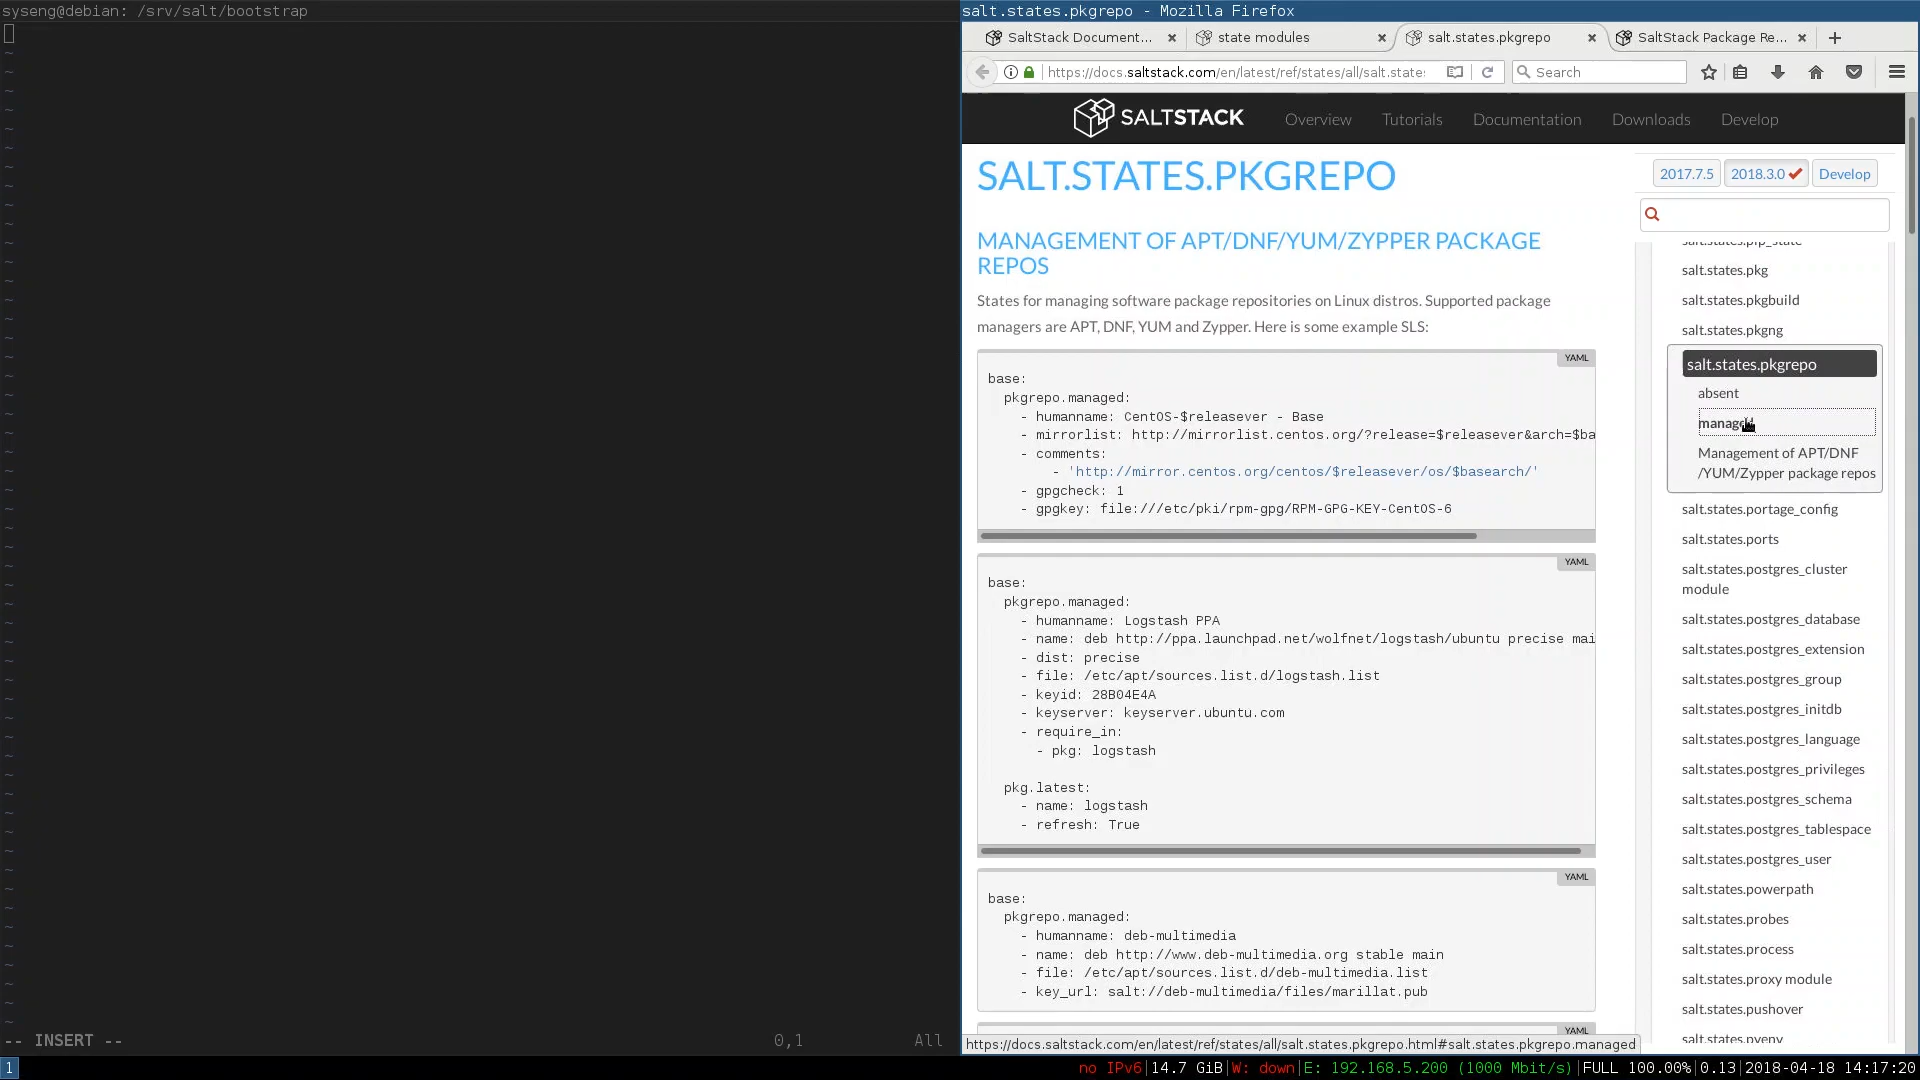 syseng@debian: /srv/salt/bootstrap
~
-- INSERT --
0,1
All
salt.states.pkgrepo - Mozilla Firefox
SaltStack Document...
state modules
salt.states.pkgrepo
SaltStack Package Re...
https://docs.saltstack.com/en/latest/ref/states/all/salt.state
Search
SALTSTACK
Overview
Tutorials
Documentation
Downloads
Develop
SALT.STATES.PKGREPO
MANAGEMENT OF APT/DNF/YUM/ZYPPER PACKAGE
REPOS
States for managing software package repositories on Linux distros. Supported package
managers are APT, DNF, YUM and Zypper. Here is some example SLS:
YAML
base:
pkgrepo.managed:
- humanname: CentOS-$releasever - Base
- mirrorlist: http://mirrorlist.centos.org/?release=$releasever&arch=$ba
- comments:
- 'http://mirror.centos.org/centos/$releasever/os/$basearch/'
- gpgcheck: 1
- gpgkey: file:///etc/pki/rpm-gpg/RPM-GPG-KEY-CentOS-6
YAML
base:
pkgrepo.managed:
- humanname: Logstash PPA
- name: deb http://ppa.launchpad.net/wolfnet/logstash/ubuntu precise mai
- dist: precise
- file: /etc/apt/sources.list.d/logstash.list
- keyid: 28B04E4A
- keyserver: keyserver.ubuntu.com
- require_in:
- pkg: logstash
pkg.latest:
- name: logstash
- refresh: True
YAML
base:
pkgrepo.managed:
- humanname: deb-multimedia
- name: deb http://www.deb-multimedia.org stable main
- file: /etc/apt/sources.list.d/deb-multimedia.list
- key_url: salt://deb-multimedia/files/marillat.pub
YAML
2017.7.5
2018.3.0
Develop
salt.states.pip_state
salt.states.pkg
salt.states.pkgbuild
salt.states.pkgng
salt.states.pkgrepo
absent
managed
Management of APT/DNF
/YUM/Zypper package repos
salt.states.portage_config
salt.states.ports
salt.states.postgres_cluster
module
salt.states.postgres_database
salt.states.postgres_extension
salt.states.postgres_group
salt.states.postgres_initdb
salt.states.postgres_language
salt.states.postgres_privileges
salt.states.postgres_schema
salt.states.postgres_tablespace
salt.states.postgres_user
salt.states.powerpath
salt.states.probes
salt.states.process
salt.states.proxy module
salt.states.pushover
salt.states.pyenv
https://docs.saltstack.com/en/latest/ref/states/all/salt.states.pkgrepo.html#salt.states.pkgrepo.managed
1
no IPv6|14.7 GiB|W: down|E: 192.168.5.200 (1000 Mbit/s)|FULL 100.00%|0.13|2018-04-18 14:17:20